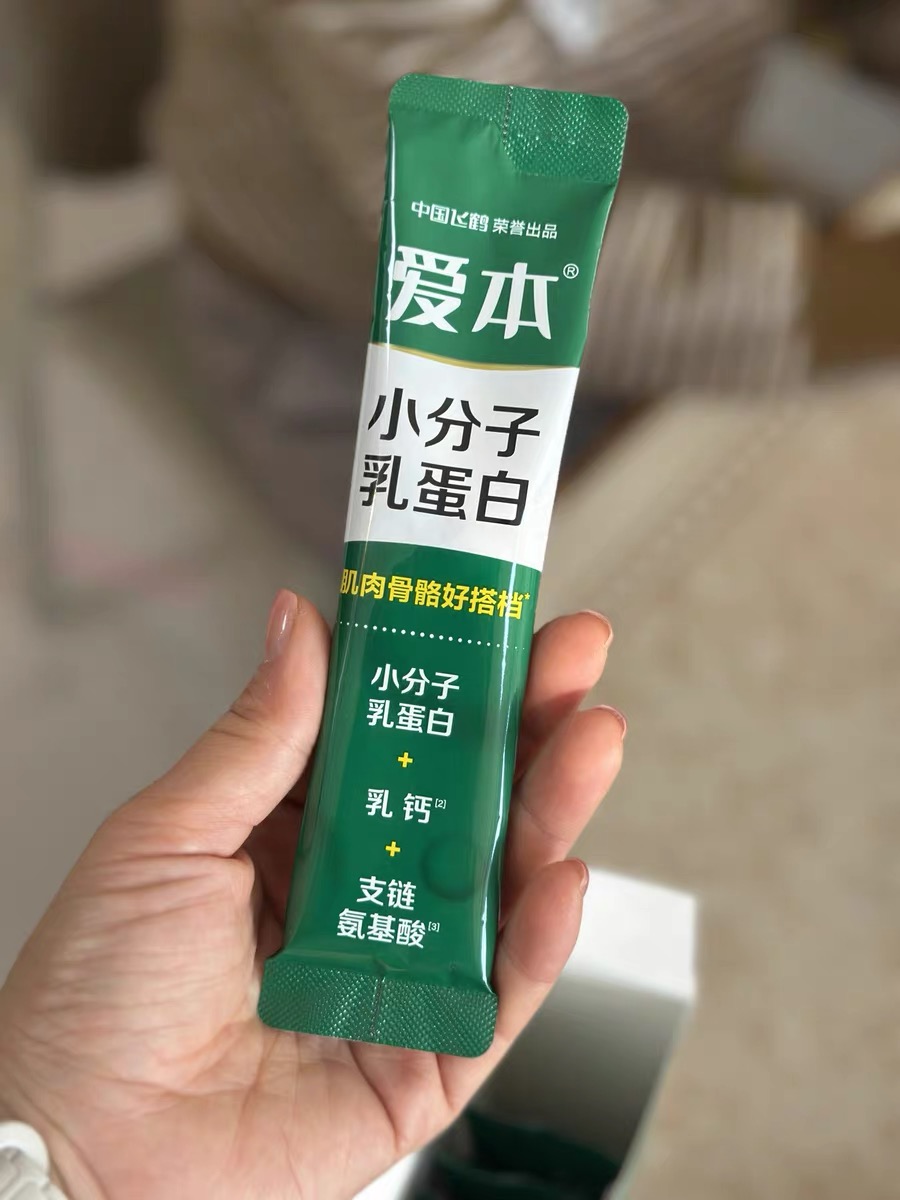 中国飞鹤 荣誉出品
爱本®
小分子
乳蛋白
肌肉骨骼好搭档*
小分子
乳蛋白
+
乳钙[2]
+
支链
氨基酸[3]